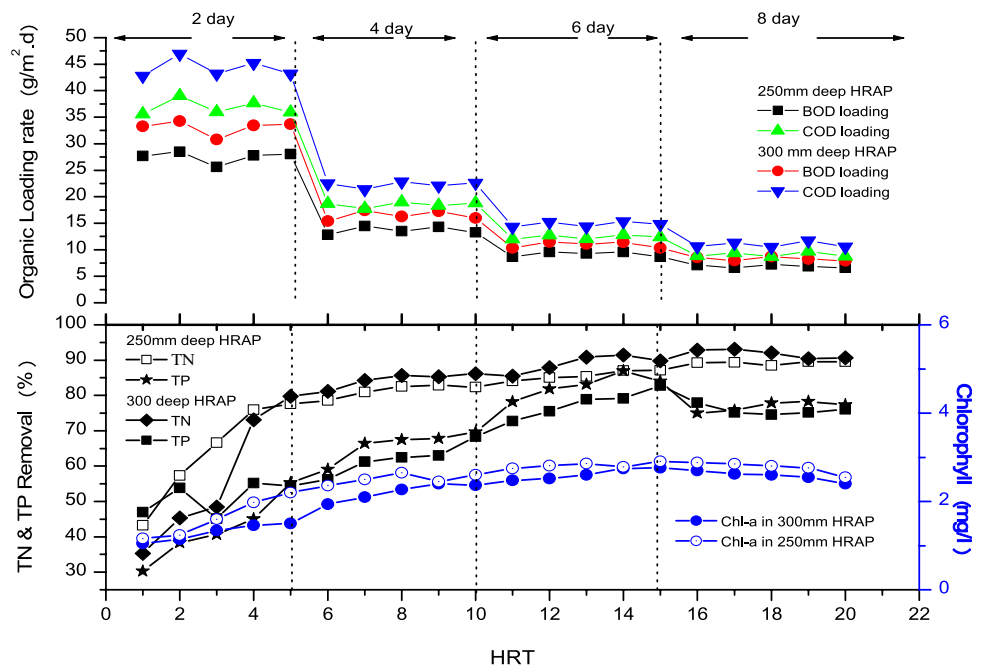 2 day
4 day
6 day
8 day
Organic Loading rate (g/m².d)
50
45
40
35
30
25
20
15
10
5
0
250mm deep HRAP
BOD loading
COD loading
300 mm deep HRAP
BOD loading
COD loading
TN & TP Removal (%)
100
90
80
70
60
50
40
30
250mm deep HRAP
TN
TP
300 deep HRAP
TN
TP
Chl-a in 300mm HRAP
Chl-a in 250mm HRAP
6
4
2
0
Chlorophyll (mg/l)
0 2 4 6 8 10 12 14 16 18 20 22
HRT